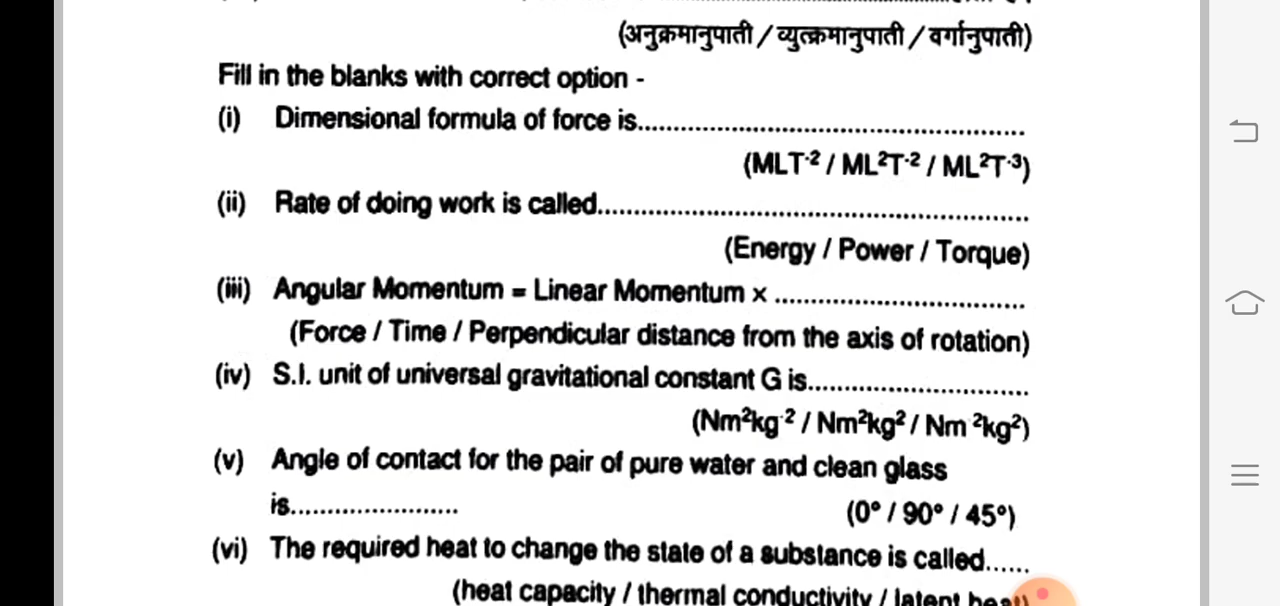 (अनुक्रमानुपाती / व्युत्क्रमानुपाती / वर्गानुपाती)
Fill in the blanks with correct option -
(i) Dimensional formula of force is......................................................
(MLT⁻² / ML²T⁻² / ML²T⁻³)
(ii) Rate of doing work is called............................................................
(Energy / Power / Torque)
(iii) Angular Momentum = Linear Momentum × ..................................
(Force / Time / Perpendicular distance from the axis of rotation)
(iv) S.I. unit of universal gravitational constant G is..............................
(Nm²kg⁻² / Nm²kg² / Nm⁻²kg²)
(v) Angle of contact for the pair of pure water and clean glass
is....................... (0° / 90° / 45°)
(vi) The required heat to change the state of a substance is called......
(heat capacity / thermal conductivity / latent heat)